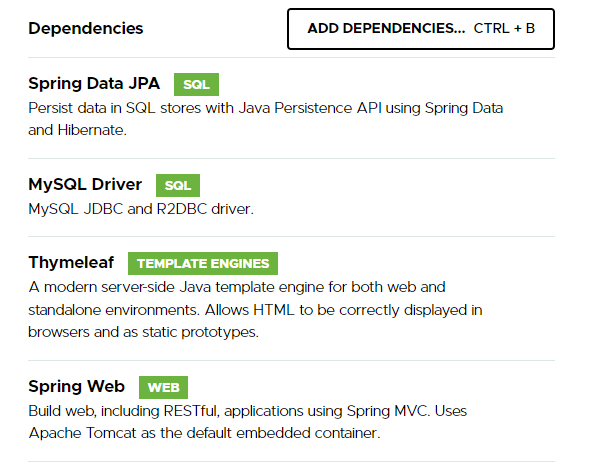 Dependencies ADD DEPENDENCIES... CTRL + B
Spring Data JPA SQL
Persist data in SQL stores with Java Persistence API using Spring Data
and Hibernate.
MySQL Driver SQL
MySQL JDBC and R2DBC driver.
Thymeleaf TEMPLATE ENGINES
A modern server-side Java template engine for both web and
standalone environments. Allows HTML to be correctly displayed in
browsers and as static prototypes.
Spring Web WEB
Build web, including RESTful, applications using Spring MVC. Uses
Apache Tomcat as the default embedded container.